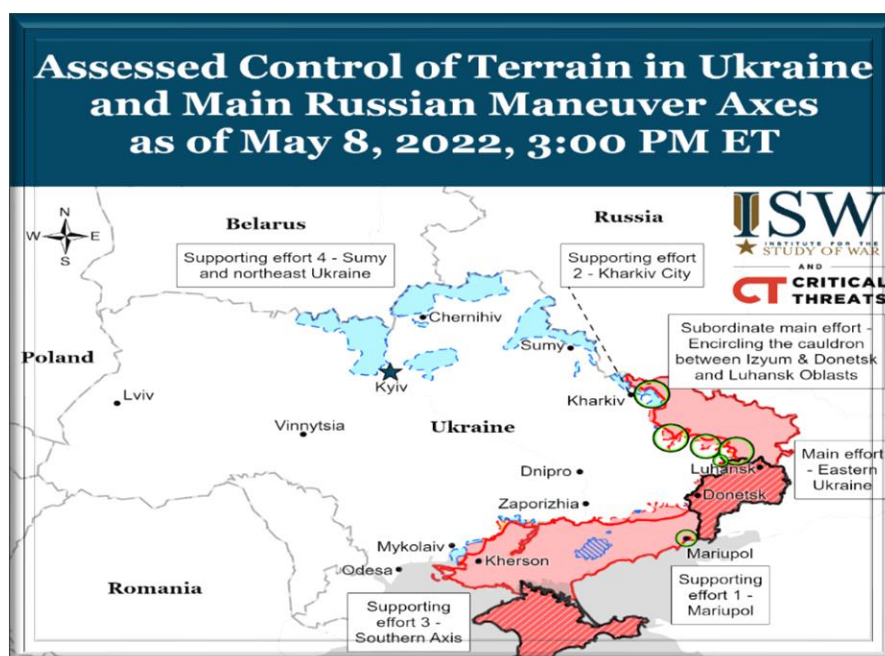 Assessed Control of Terrain in Ukraine
and Main Russian Maneuver Axes
as of May 8, 2022, 3:00 PM ET
N
W E
S
Belarus
Russia
ISW
INSTITUTE FOR THE
STUDY OF WAR
AND
CT CRITICAL
THREATS
Supporting effort 4 - Sumy
and northeast Ukraine
Supporting effort
2 - Kharkiv City
Chernihiv
Subordinate main effort -
Encircling the cauldron
between Izyum & Donetsk
and Luhansk Oblasts
Poland
Sumy
Kyiv
Lviv
Kharkiv
Vinnytsia
Ukraine
Main effort
- Eastern
Ukraine
Dnipro
Luhansk
Donetsk
Zaporizhia
Mykolaiv
Mariupol
Odesa
Kherson
Romania
Supporting
effort 1 -
Mariupol
Supporting
effort 3 -
Southern Axis